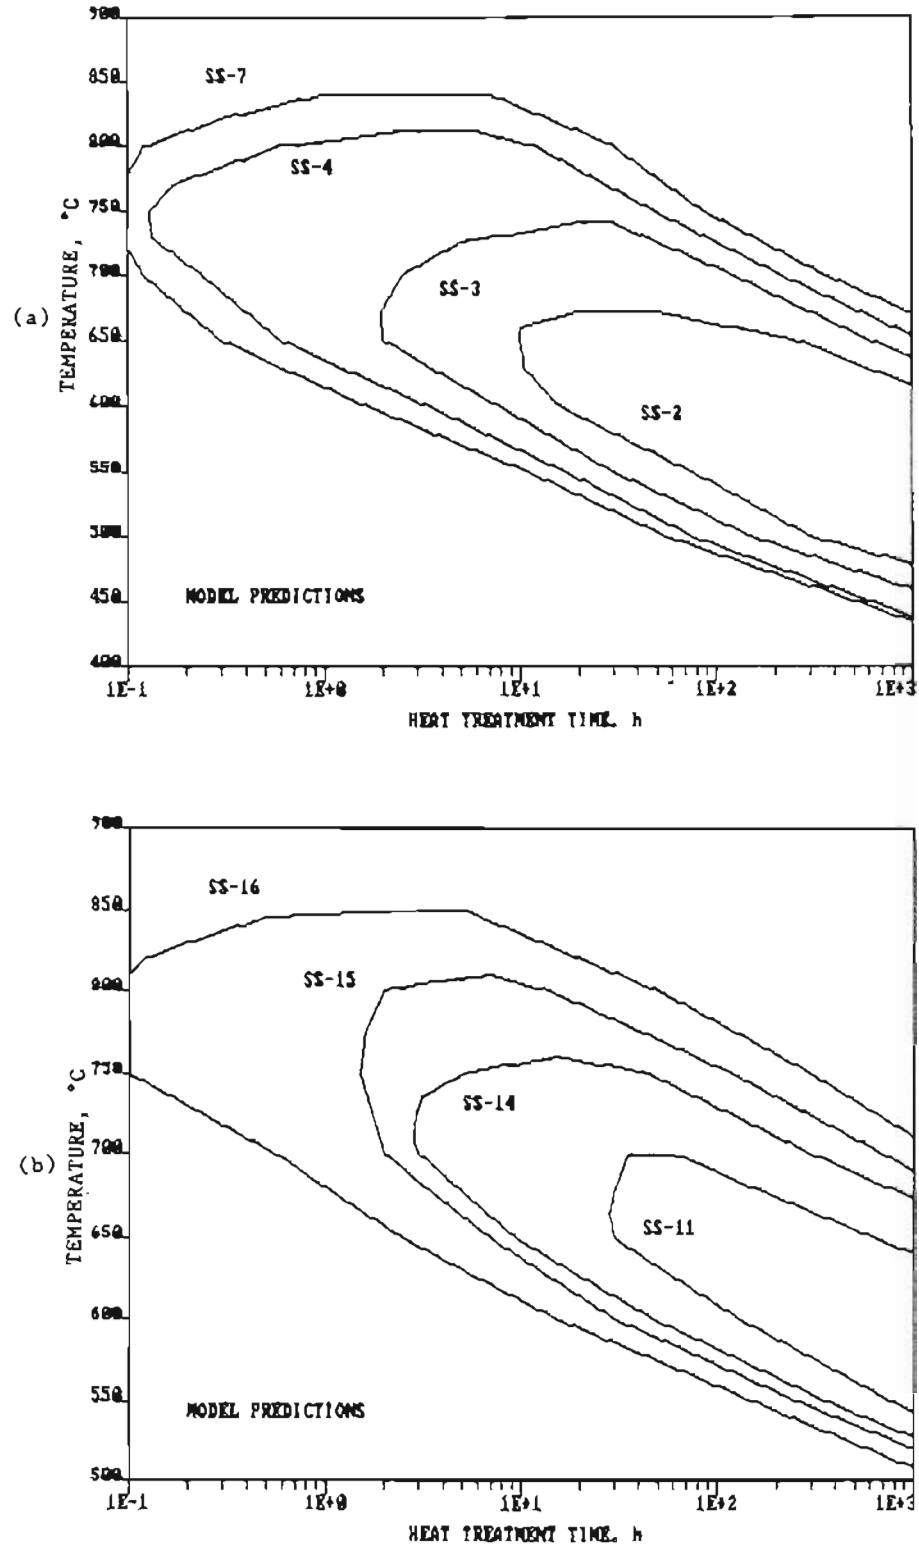 900
850
SS-7
800
SS-4
750
700
SS-3
(a)
TEMPERATURE, °C
650
600
SS-2
550
500
MODEL PREDICTIONS
450
400
1E-1 1E+0 1E+1 1E+2 1E+3
HEAT TREATMENT TIME, h
900
SS-16
850
SS-15
800
750
SS-14
700
(b)
TEMPERATURE, °C
SS-11
650
600
550
MODEL PREDICTIONS
500
1E-1 1E+0 1E+1 1E+2 1E+3
HEAT TREATMENT TIME, h